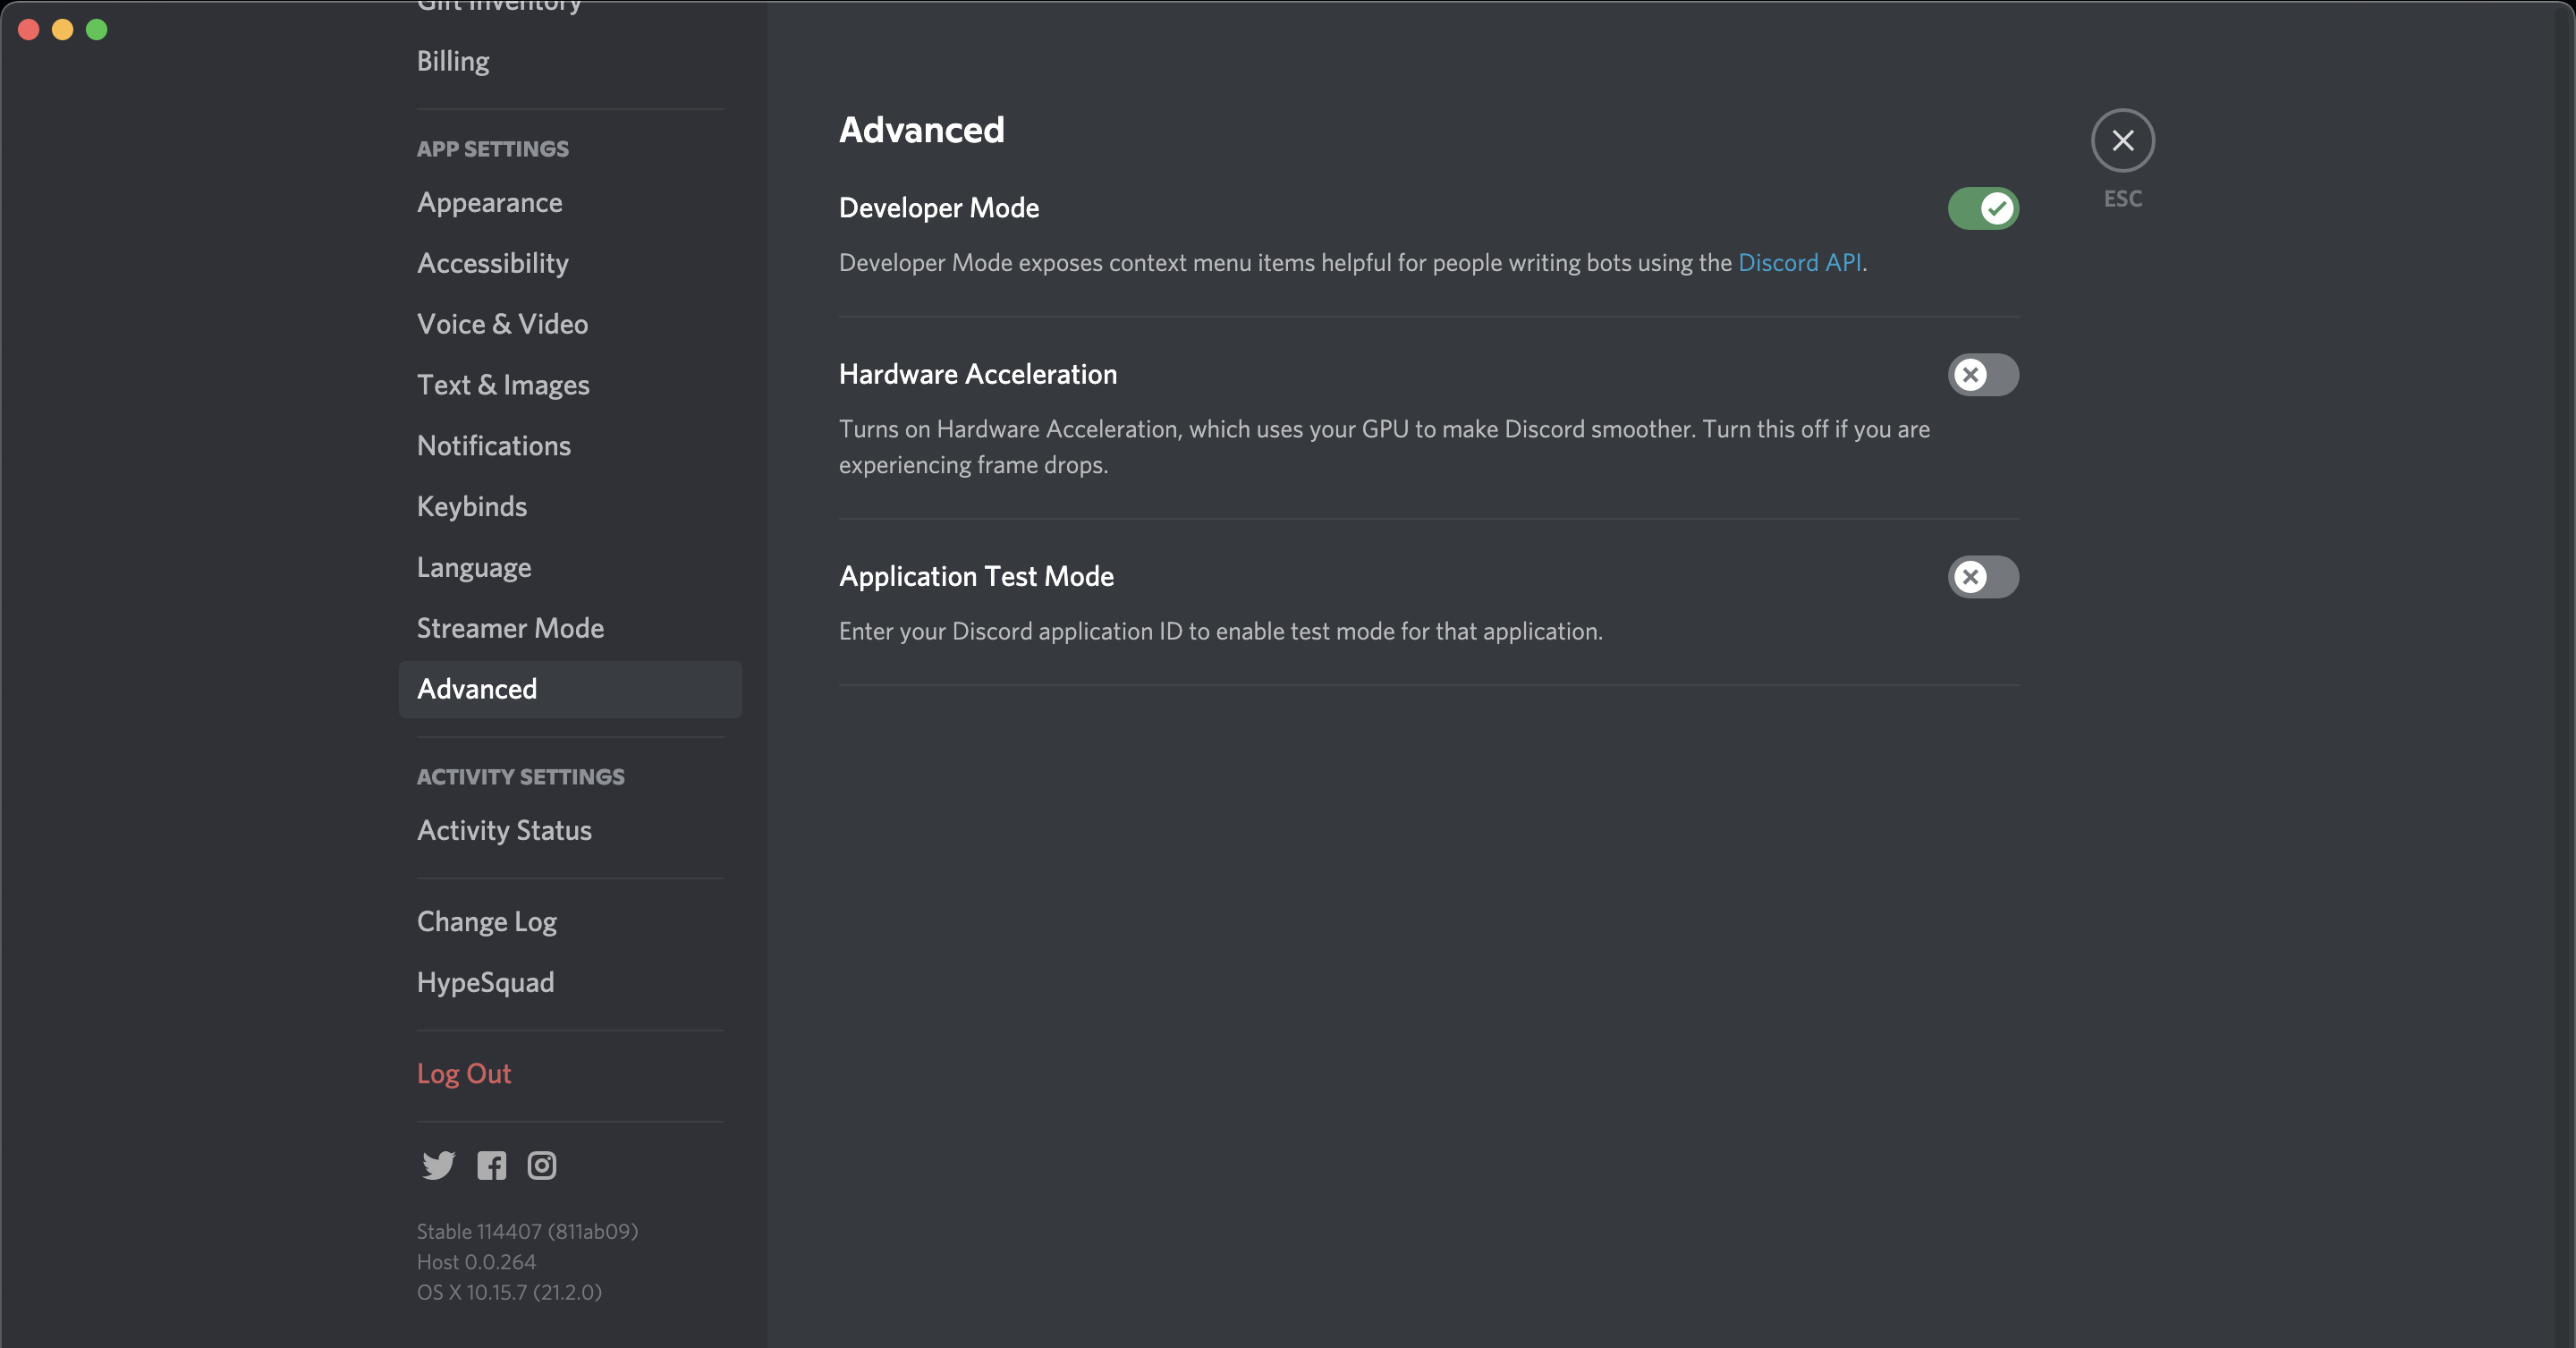 Gift Inventory
Billing
APP SETTINGS
Appearance
Accessibility
Voice & Video
Text & Images
Notifications
Keybinds
Language
Streamer Mode
Advanced
ACTIVITY SETTINGS
Activity Status
Change Log
HypeSquad
Log Out
Stable 114407 (811ab09)
Host 0.0.264
OS X 10.15.7 (21.2.0)
Advanced
Developer Mode
Developer Mode exposes context menu items helpful for people writing bots using the Discord API.
Hardware Acceleration
Turns on Hardware Acceleration, which uses your GPU to make Discord smoother. Turn this off if you are
experiencing frame drops.
Application Test Mode
Enter your Discord application ID to enable test mode for that application.
ESC